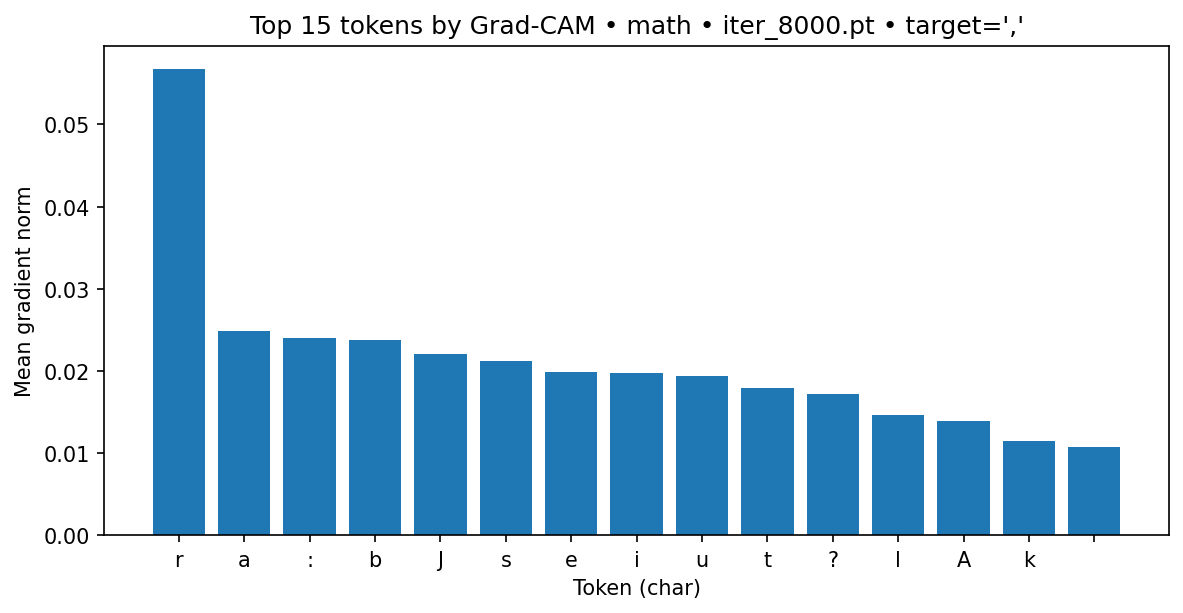 Top 15 tokens by Grad-CAM • math • iter_8000.pt • target=','
Mean gradient norm
0.05
0.04
0.03
0.02
0.01
0.00
r a : b J s e i u t ? l A k
Token (char)